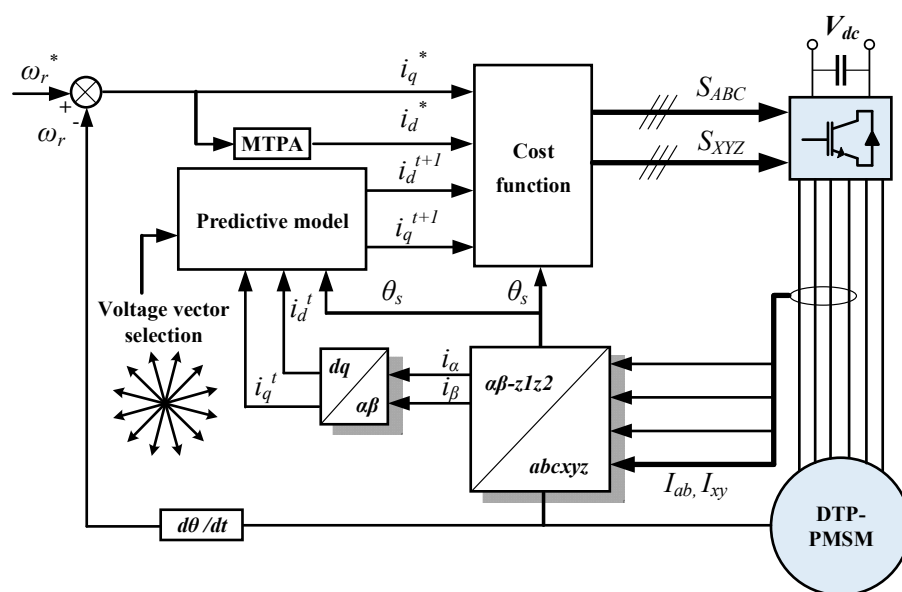 V_dc
ω_r^*
+
-
ω_r
i_q^*
S_ABC
MTPA
i_d^*
Cost
function
S_XYZ
i_d^{t+1}
Predictive model
i_q^{t+1}
θ_s
θ_s
i_d^t
Voltage vector
selection
i_q^t
dq
αβ
i_α
i_β
αβ-z1z2
abcxyz
I_ab, I_xy
dθ/dt
DTP-
PMSM